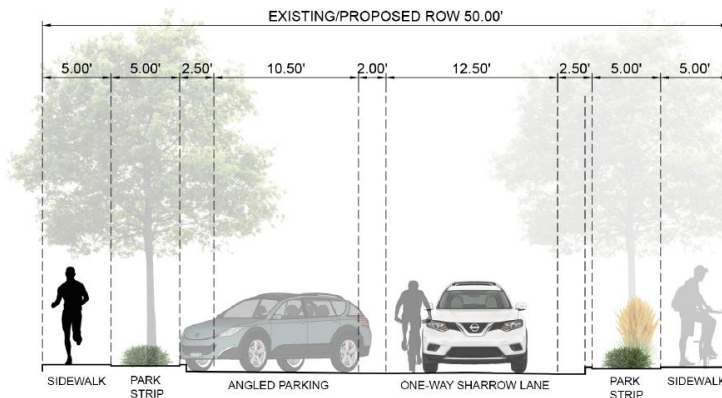 EXISTING/PROPOSED ROW 50.00'
5.00' 5.00' 2.50' 10.50' 2.00' 12.50' 2.50' 5.00' 5.00'
SIDEWALK PARK STRIP ANGLED PARKING ONE-WAY SHARROW LANE PARK STRIP SIDEWALK